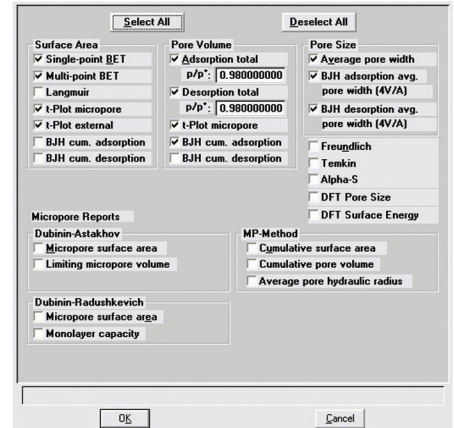 Select All
Deselect All
Surface Area
Single-point BET
Multi-point BET
Langmuir
t-Plot micropore
t-Plot external
BJH cum. adsorption
BJH cum. desorption
Pore Volume
Adsorption total
p/p°: 0.980000000
Desorption total
p/p°: 0.980000000
t-Plot micropore
BJH cum. adsorption
BJH cum. desorption
Pore Size
Average pore width
BJH adsorption avg.
pore width (4V/A)
BJH desorption avg.
pore width (4V/A)
Freundlich
Temkin
Alpha-S
DFT Pore Size
DFT Surface Energy
Micropore Reports
Dubinin-Astakhov
Micropore surface area
Limiting micropore volume
MP-Method
Cumulative surface area
Cumulative pore volume
Average pore hydraulic radius
Dubinin-Radushkevich
Micropore surface area
Monolayer capacity
OK
Cancel